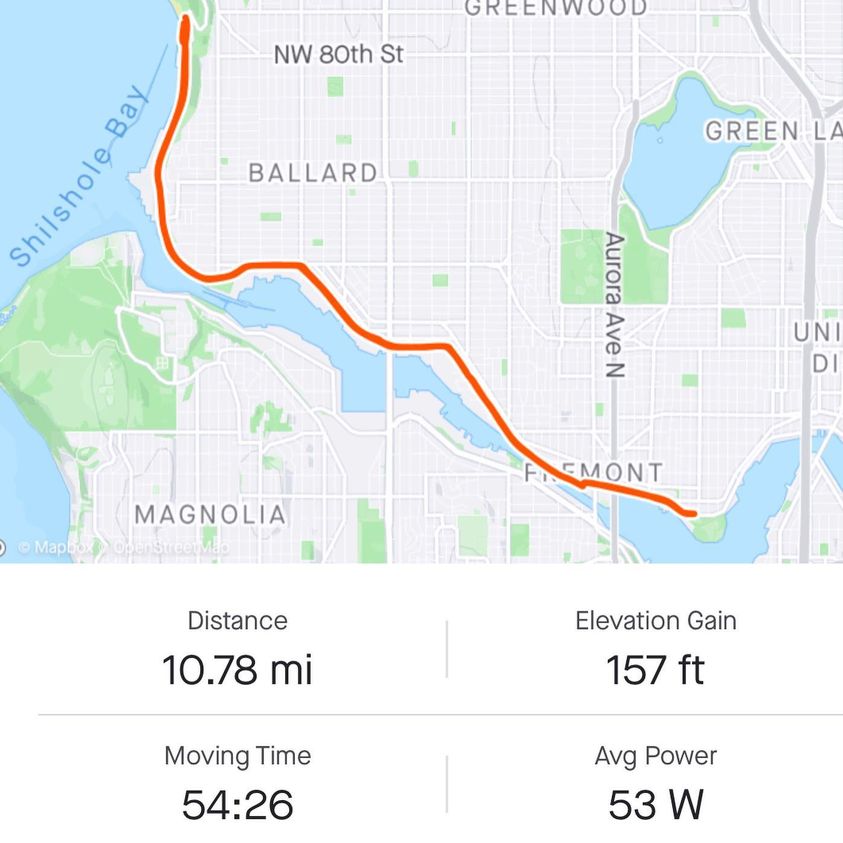 GREENWOOD
NW 80th St
Shilshole Bay
GREEN LA
BALLARD
Aurora Ave N
UNI
DI
FREMONT
MAGNOLIA
© Mapbox © OpenStreetMap
Distance
10.78 mi
Elevation Gain
157 ft
Moving Time
54:26
Avg Power
53 W